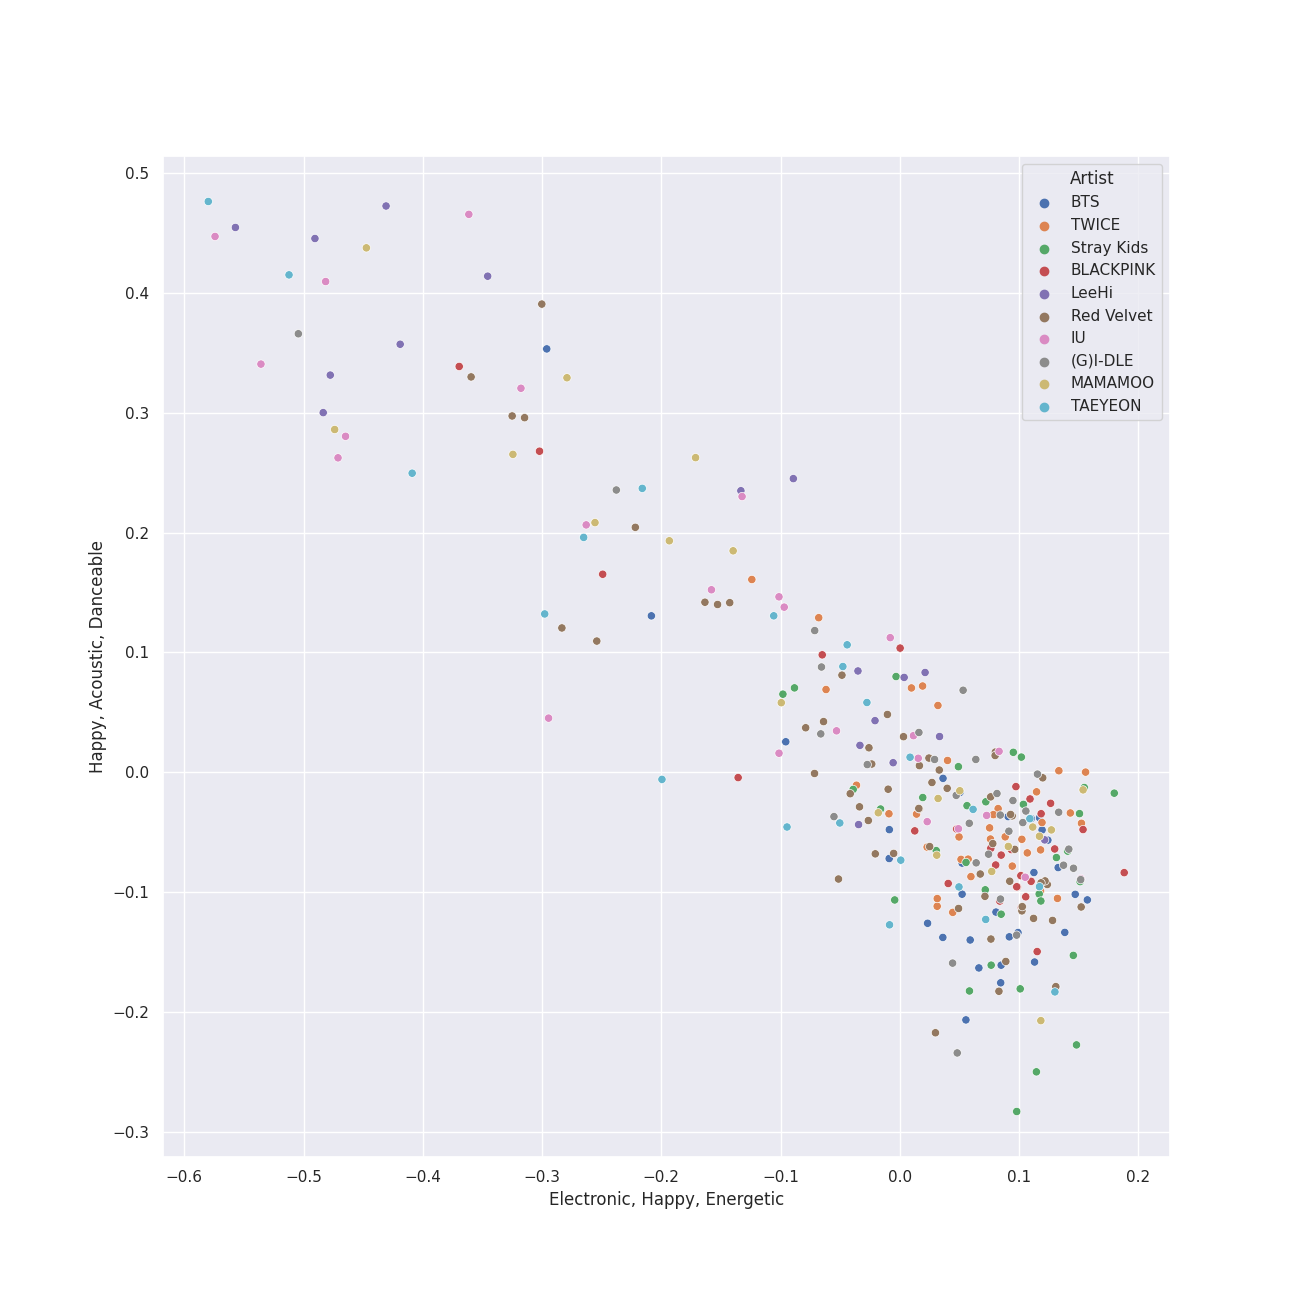 Artist
BTS
TWICE
Stray Kids
BLACKPINK
LeeHi
Red Velvet
IU
(G)I-DLE
MAMAMOO
TAEYEON
0.5
0.4
0.3
0.2
0.1
0.0
−0.1
−0.2
−0.3
Happy, Acoustic, Danceable
−0.6 −0.5 −0.4 −0.3 −0.2 −0.1 0.0 0.1 0.2
Electronic, Happy, Energetic